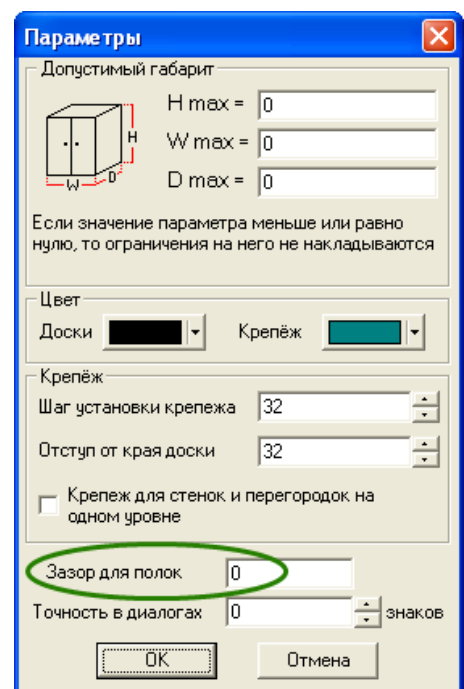 Параметры
Допустимый габарит
H max = 0
W max = 0
D max = 0
H
W D
Если значение параметра меньше или равно
нулю, то ограничения на него не накладываются
Цвет
Доски Крепёж
Крепёж
Шаг установки крепежа 32
Отступ от края доски 32
Крепеж для стенок и перегородок на
одном уровне
Зазор для полок 0
Точность в диалогах 0 знаков
OK Отмена